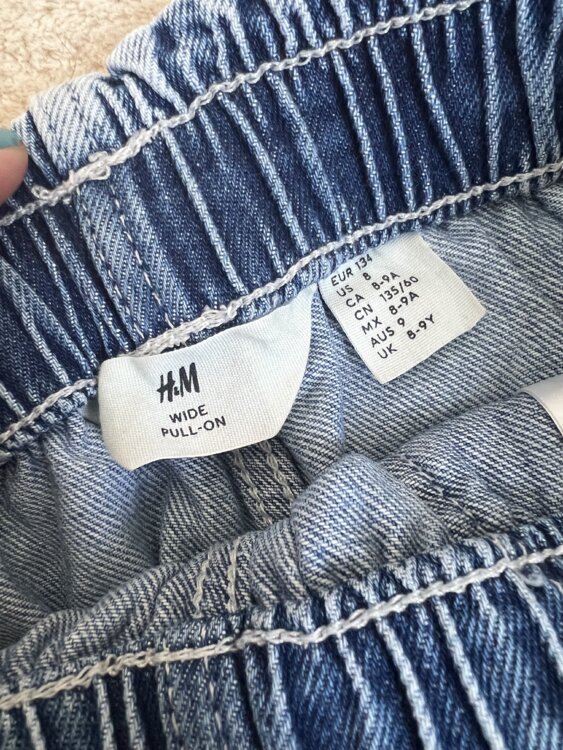 H&M
WIDE
PULL-ON
EUR 134
US 8
CA 8-9A
CN 135/60
MX 8-9A
AUS 9
UK 8-9Y